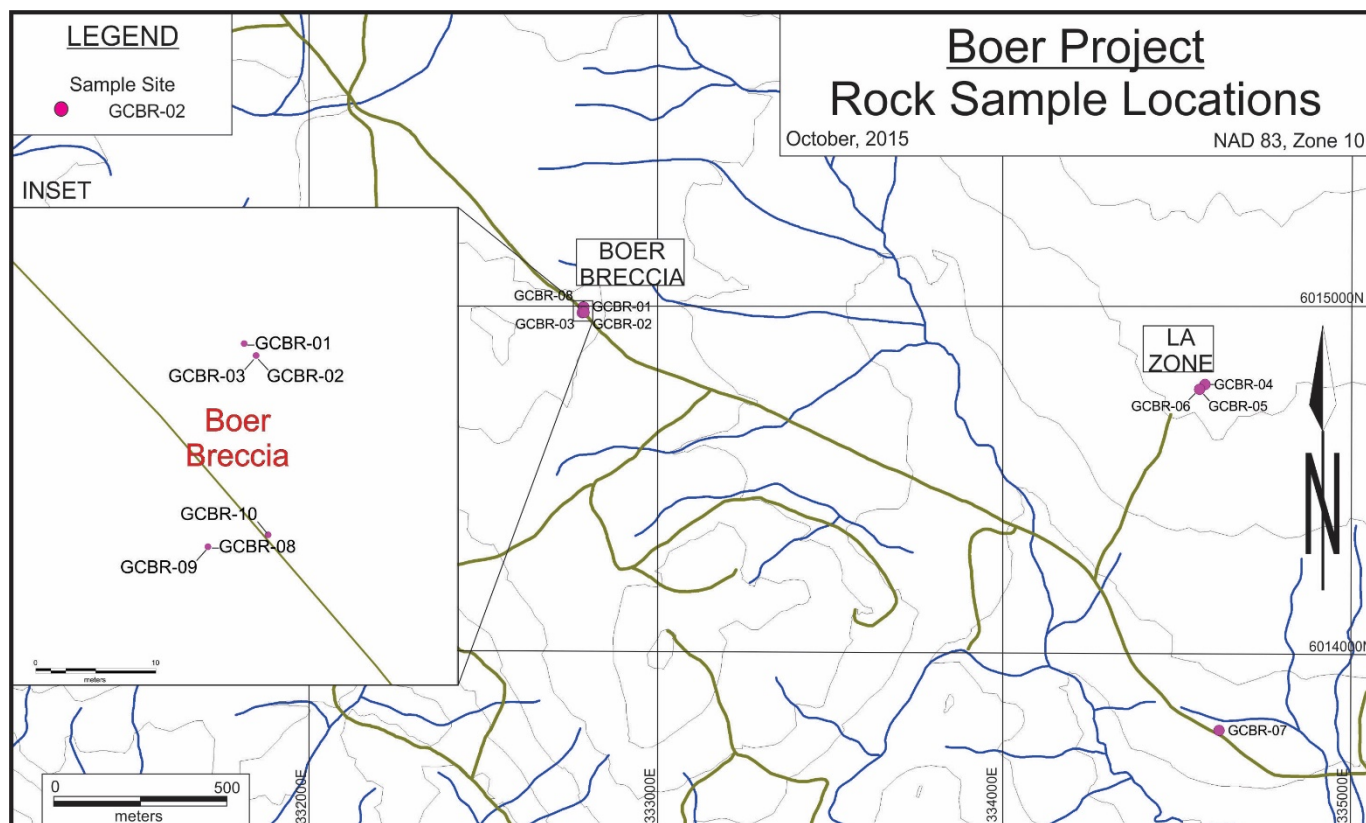 LEGEND
Sample Site
GCBR-02
Boer Project
Rock Sample Locations
October, 2015
NAD 83, Zone 10
INSET
GCBR-01
GCBR-03
GCBR-02
Boer
Breccia
GCBR-10
GCBR-08
GCBR-09
0 10
meters
BOER
BRECCIA
GCBR-08
GCBR-01
GCBR-03
GCBR-02
6015000N
LA
ZONE
GCBR-04
GCBR-06
GCBR-05
N
6014000N
GCBR-07
0 500
meters
332000E
333000E
334000E
335000E